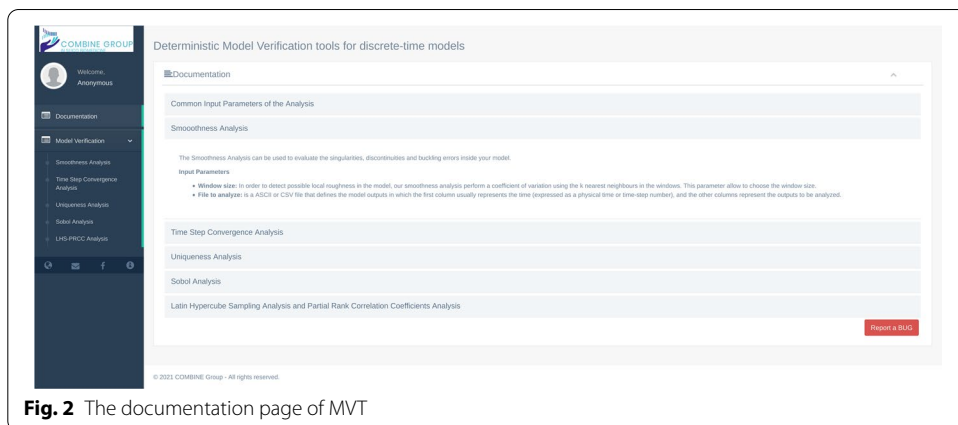 COMBINE GROUP
Welcome,
Anonymous
Documentation
Model Verification
Smoothness Analysis
Time Step Convergence
Analysis
Uniqueness Analysis
Sobol Analysis
LHS-PRCC Analysis
Deterministic Model Verification tools for discrete-time models
Documentation
Common Input Parameters of the Analysis
Smooothness Analysis
The Smoothness Analysis can be used to evaluate the singularities, discontinuities and buckling errors inside your model.
Input Parameters
• Window size: In order to detect possible local roughness in the model, our smoothness analysis perform a coefficient of variation using the k nearest neighbours in the windows. This parameter allow to choose the window size.
• File to analyze: is a ASCII or CSV file that defines the model outputs in which the first column usually represents the time (expressed as a physical time or time-step number), and the other columns represent the outputs to be analyzed.
Time Step Convergence Analysis
Uniqueness Analysis
Sobol Analysis
Latin Hypercube Sampling Analysis and Partial Rank Correlation Coefficients Analysis
Report a BUG
© 2021 COMBINE Group - All rights reserved.
Fig. 2 The documentation page of MVT